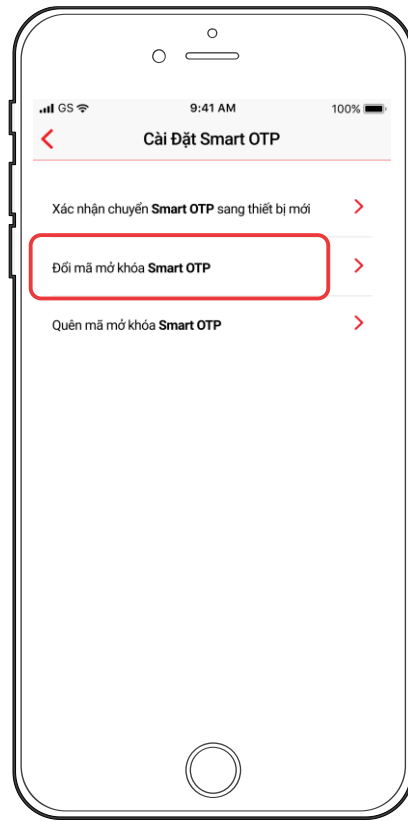 GS 9:41 AM 100%
Cài Đặt Smart OTP
Xác nhận chuyển Smart OTP sang thiết bị mới
Đổi mã mở khóa Smart OTP
Quên mã mở khóa Smart OTP